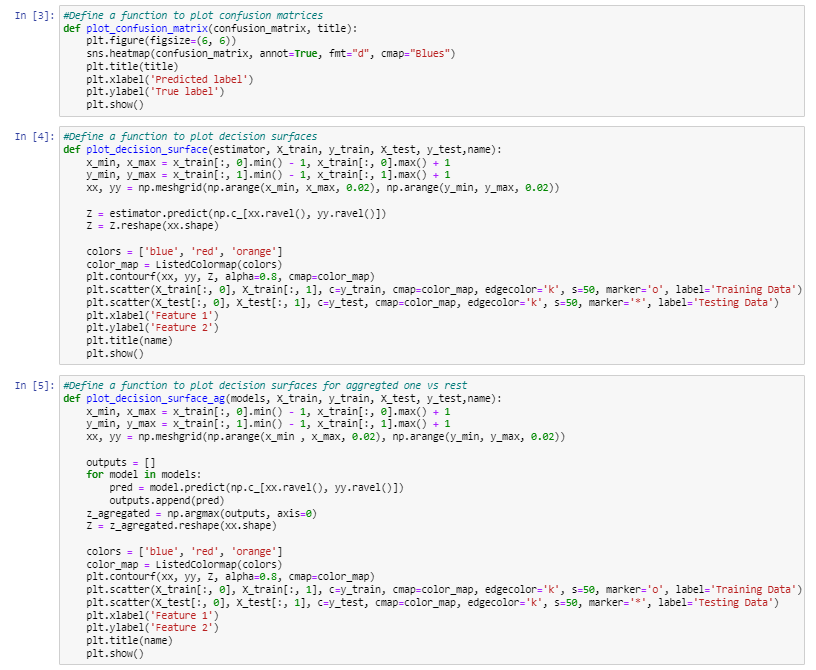 In [3]: #Define a function to plot confusion matrices
def plot_confusion_matrix(confusion_matrix, title):
    plt.figure(figsize=(6, 6))
    sns.heatmap(confusion_matrix, annot=True, fmt="d", cmap="Blues")
    plt.title(title)
    plt.xlabel('Predicted label')
    plt.ylabel('True label')
    plt.show()
In [4]: #Define a function to plot decision surfaces
def plot_decision_surface(estimator, X_train, y_train, X_test, y_test,name):
    x_min, x_max = X_train[:, 0].min() - 1, X_train[:, 0].max() + 1
    y_min, y_max = X_train[:, 1].min() - 1, X_train[:, 1].max() + 1
    xx, yy = np.meshgrid(np.arange(x_min, x_max, 0.02), np.arange(y_min, y_max, 0.02))
    Z = estimator.predict(np.c_[xx.ravel(), yy.ravel()])
    Z = Z.reshape(xx.shape)
    colors = ['blue', 'red', 'orange']
    color_map = ListedColormap(colors)
    plt.contourf(xx, yy, Z, alpha=0.8, cmap=color_map)
    plt.scatter(X_train[:, 0], X_train[:, 1], c=y_train, cmap=color_map, edgecolor='k', s=50, marker='o', label='Training Data')
    plt.scatter(X_test[:, 0], X_test[:, 1], c=y_test, cmap=color_map, edgecolor='k', s=50, marker='*', label='Testing Data')
    plt.xlabel('Feature 1')
    plt.ylabel('Feature 2')
    plt.title(name)
    plt.show()
In [5]: #Define a function to plot decision surfaces for aggregted one vs rest
def plot_decision_surface_ag(models, X_train, y_train, X_test, y_test,name):
    x_min, x_max = X_train[:, 0].min() - 1, X_train[:, 0].max() + 1
    y_min, y_max = X_train[:, 1].min() - 1, X_train[:, 1].max() + 1
    xx, yy = np.meshgrid(np.arange(x_min , x_max, 0.02), np.arange(y_min, y_max, 0.02))
    outputs = []
    for model in models:
        pred = model.predict(np.c_[xx.ravel(), yy.ravel()])
        outputs.append(pred)
    z_agregated = np.argmax(outputs, axis=0)
    Z = z_agregated.reshape(xx.shape)
    colors = ['blue', 'red', 'orange']
    color_map = ListedColormap(colors)
    plt.contourf(xx, yy, Z, alpha=0.8, cmap=color_map)
    plt.scatter(X_train[:, 0], X_train[:, 1], c=y_train, cmap=color_map, edgecolor='k', s=50, marker='o', label='Training Data')
    plt.scatter(X_test[:, 0], X_test[:, 1], c=y_test, cmap=color_map, edgecolor='k', s=50, marker='*', label='Testing Data')
    plt.xlabel('Feature 1')
    plt.ylabel('Feature 2')
    plt.title(name)
    plt.show()